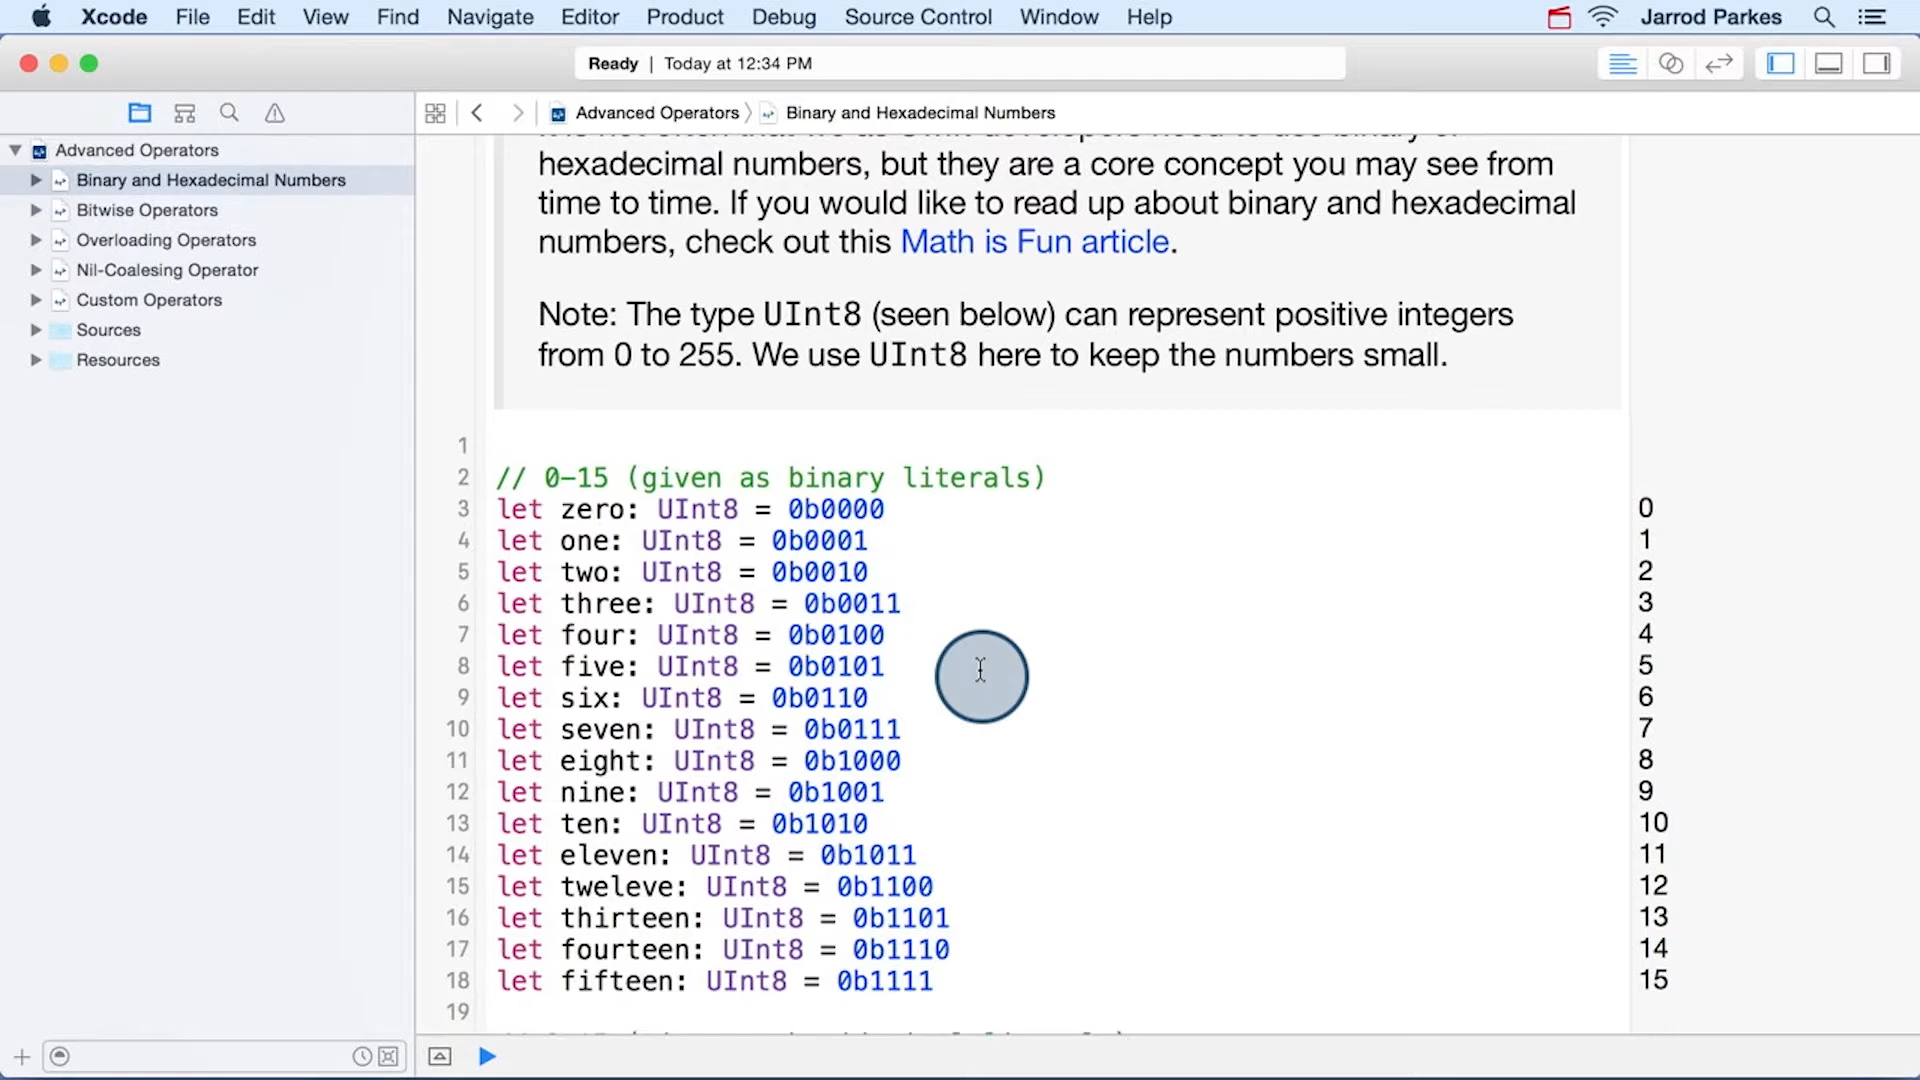 Xcode File Edit View Find Navigate Editor Product Debug Source Control Window Help Jarrod Parkes
Ready | Today at 12:34 PM
Advanced Operators Binary and Hexadecimal Numbers
Advanced Operators
Binary and Hexadecimal Numbers
Bitwise Operators
Overloading Operators
Nil-Coalesing Operator
Custom Operators
Sources
Resources
hexadecimal numbers, but they are a core concept you may see from
time to time. If you would like to read up about binary and hexadecimal
numbers, check out this Math is Fun article.
Note: The type UInt8 (seen below) can represent positive integers
from 0 to 255. We use UInt8 here to keep the numbers small.
1
2 // 0-15 (given as binary literals)
3 let zero: UInt8 = 0b0000 0
4 let one: UInt8 = 0b0001 1
5 let two: UInt8 = 0b0010 2
6 let three: UInt8 = 0b0011 3
7 let four: UInt8 = 0b0100 4
8 let five: UInt8 = 0b0101 5
9 let six: UInt8 = 0b0110 6
10 let seven: UInt8 = 0b0111 7
11 let eight: UInt8 = 0b1000 8
12 let nine: UInt8 = 0b1001 9
13 let ten: UInt8 = 0b1010 10
14 let eleven: UInt8 = 0b1011 11
15 let tweleve: UInt8 = 0b1100 12
16 let thirteen: UInt8 = 0b1101 13
17 let fourteen: UInt8 = 0b1110 14
18 let fifteen: UInt8 = 0b1111 15
19